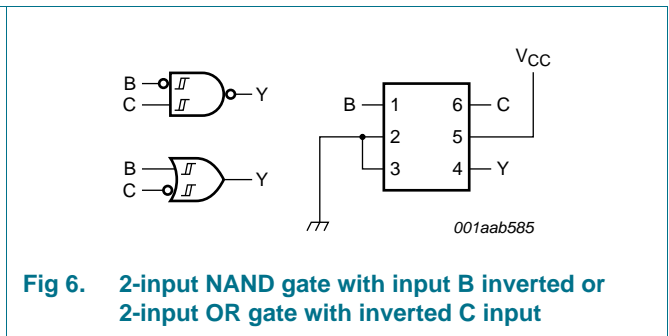 B
C
Y
B
C
Y
VCC
B 1 6 C
2 5
3 4 Y
001aab585
Fig 6. 2-input NAND gate with input B inverted or
2-input OR gate with inverted C input